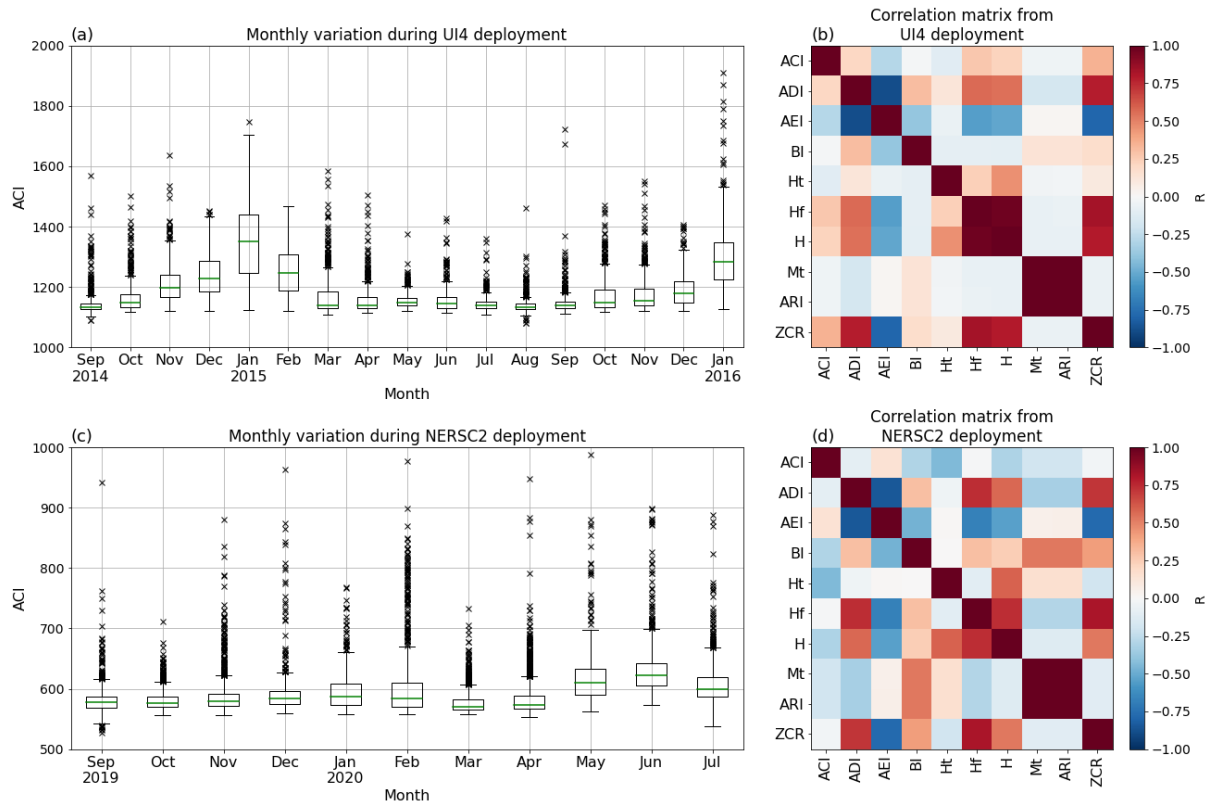 (a) Monthly variation during UI4 deployment
2000
1800
1600
1400
1200
1000
ACI
Sep Oct Nov Dec Jan Feb Mar Apr May Jun Jul Aug Sep Oct Nov Dec Jan
2014 2015 2016
Month
(b) Correlation matrix from
UI4 deployment
ACI
ADI
AEI
BI
Ht
Hf
H
Mt
ARI
ZCR
ACI ADI AEI BI Ht Hf H Mt ARI ZCR
1.00
0.75
0.50
0.25
0.00
−0.25
−0.50
−0.75
−1.00
R
(c) Monthly variation during NERSC2 deployment
1000
900
800
700
600
500
ACI
Sep Oct Nov Dec Jan Feb Mar Apr May Jun Jul
2019 2020
Month
(d) Correlation matrix from
NERSC2 deployment
ACI
ADI
AEI
BI
Ht
Hf
H
Mt
ARI
ZCR
ACI ADI AEI BI Ht Hf H Mt ARI ZCR
1.00
0.75
0.50
0.25
0.00
−0.25
−0.50
−0.75
−1.00
R